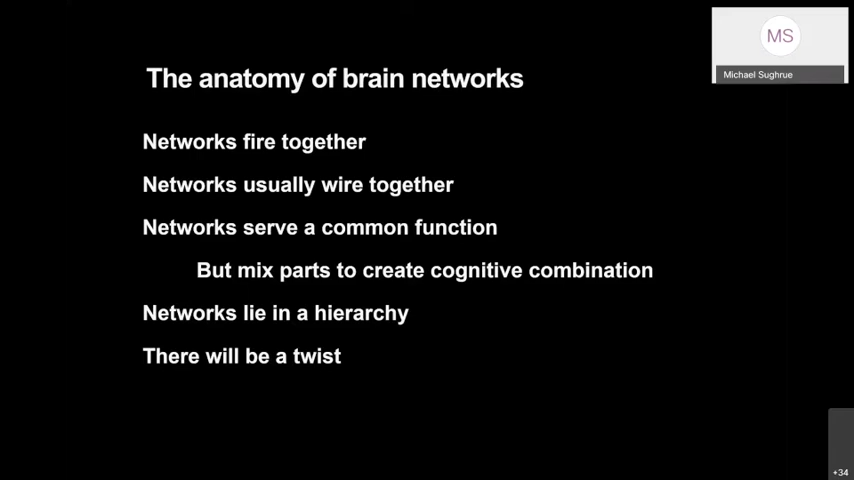 MS
Michael Sughrue
The anatomy of brain networks
Networks fire together
Networks usually wire together
Networks serve a common function
But mix parts to create cognitive combination
Networks lie in a hierarchy
There will be a twist
+34